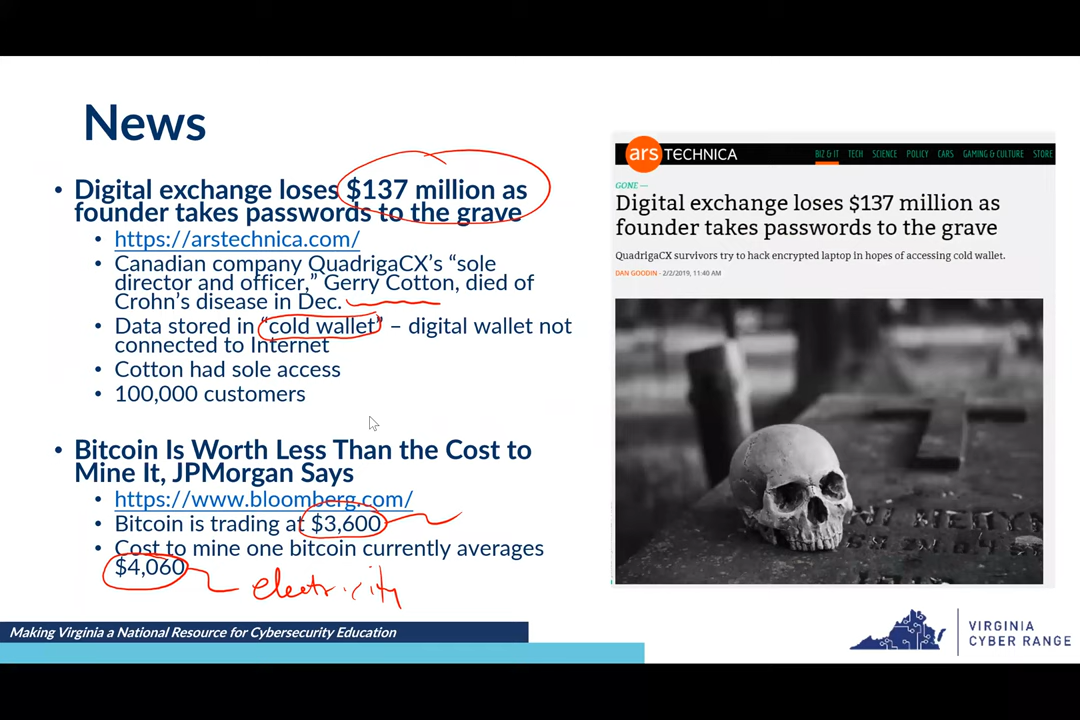 News
• Digital exchange loses $137 million as
founder takes passwords to the grave
• https://arstechnica.com/
• Canadian company QuadrigaCX’s “sole
director and officer,” Gerry Cotton, died of
Crohn’s disease in Dec.
• Data stored in “cold wallet” – digital wallet not
connected to Internet
• Cotton had sole access
• 100,000 customers
• Bitcoin Is Worth Less Than the Cost to
Mine It, JPMorgan Says
• https://www.bloomberg.com/
• Bitcoin is trading at $3,600
• Cost to mine one bitcoin currently averages
$4,060
electricity
ars TECHNICA BIZ & IT TECH SCIENCE POLICY CARS GAMING & CULTURE STORE
GONE —
Digital exchange loses $137 million as
founder takes passwords to the grave
QuadrigaCX survivors try to hack encrypted laptop in hopes of accessing cold wallet.
DAN GOODIN - 2/2/2019, 11:40 AM
Making Virginia a National Resource for Cybersecurity Education
VIRGINIA
CYBER RANGE